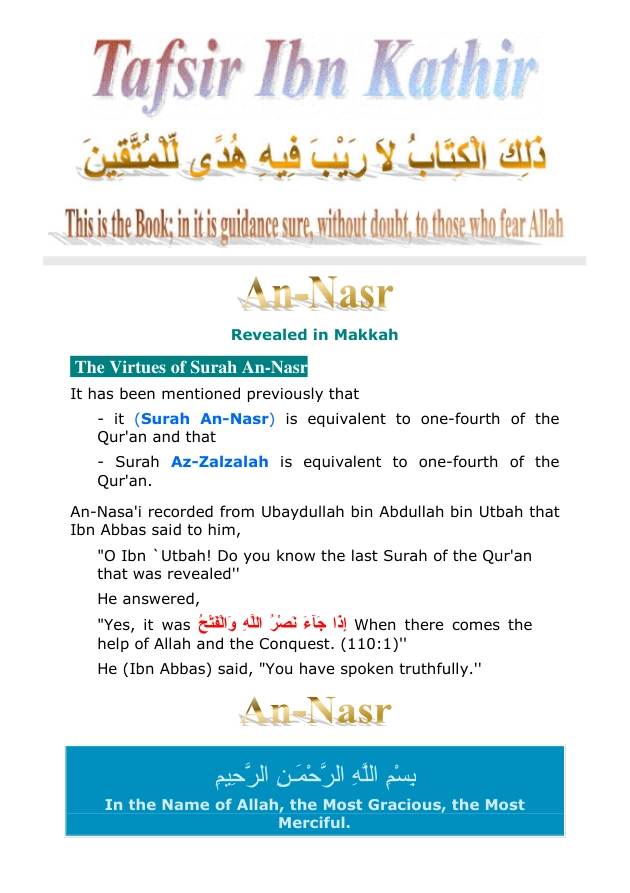 Tafsir Ibn Kathir
ذَلِكَ الْكِتَابُ لاَ رَيْبَ فِيهِ هُدًى لِّلْمُتَّقِينَ
This is the Book; in it is guidance sure, without doubt, to those who fear Allah
An-Nasr
Revealed in Makkah
The Virtues of Surah An-Nasr
It has been mentioned previously that
- it (Surah An-Nasr) is equivalent to one-fourth of the
Qur'an and that
- Surah Az-Zalzalah is equivalent to one-fourth of the
Qur'an.
An-Nasa'i recorded from Ubaydullah bin Abdullah bin Utbah that
Ibn Abbas said to him,
"O Ibn `Utbah! Do you know the last Surah of the Qur'an
that was revealed''
He answered,
"Yes, it was إِذَا جَآءَ نَصْرُ اللَّهِ وَالْفَتْحُ When there comes the
help of Allah and the Conquest. (110:1)''
He (Ibn Abbas) said, "You have spoken truthfully.''
An-Nasr
بِسْمِ اللَّهِ الرَّحْمَـنِ الرَّحِيمِ
In the Name of Allah, the Most Gracious, the Most
Merciful.